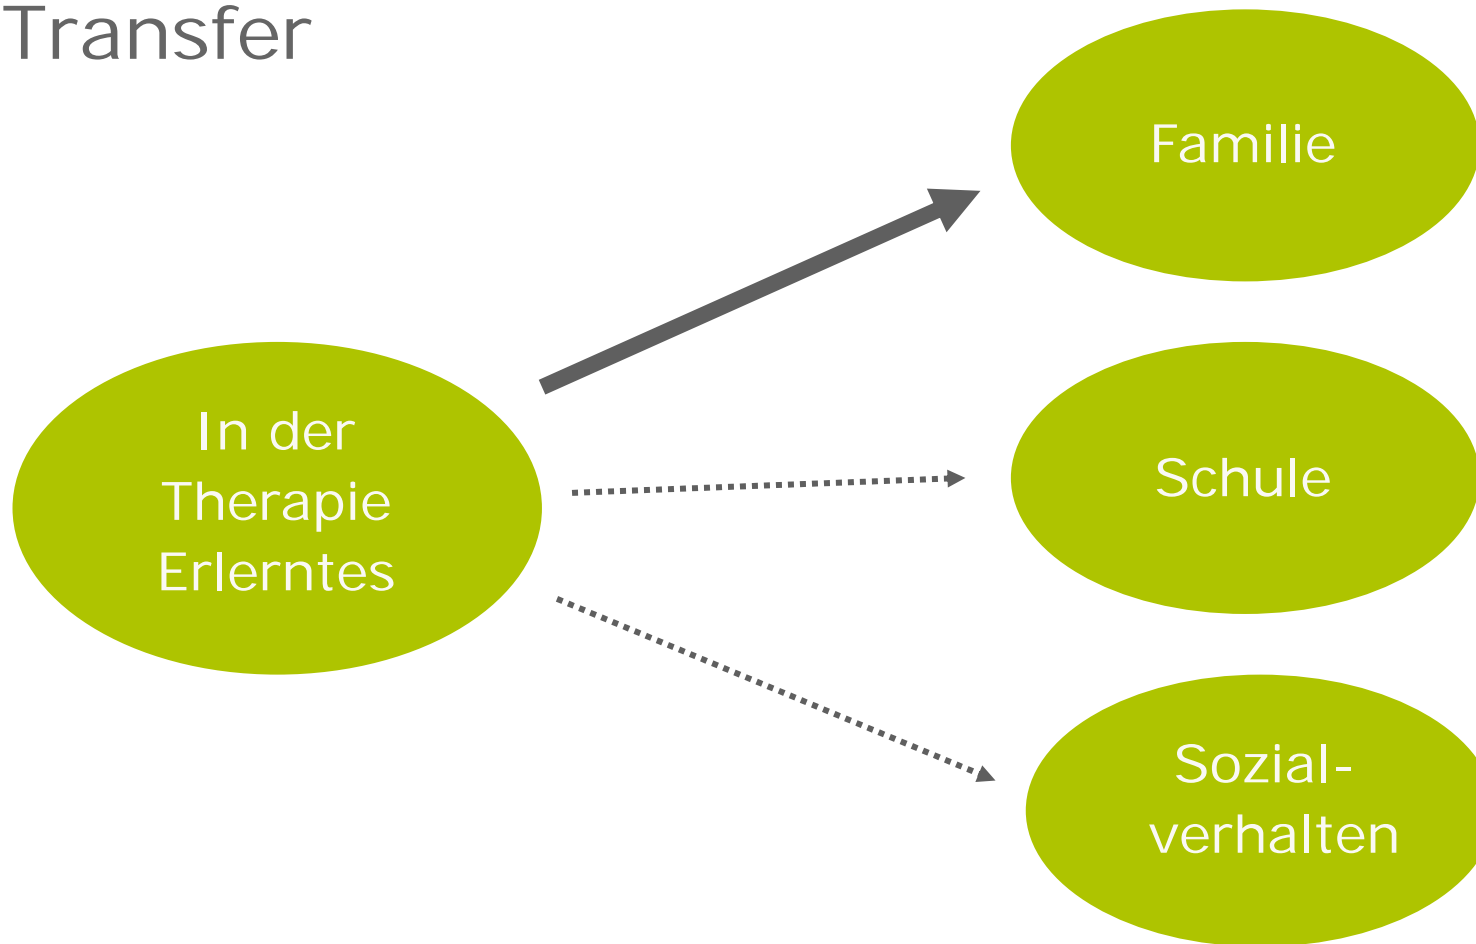 Transfer
Familie
In der
Therapie
Erlerntes
Schule
Sozial-
verhalten